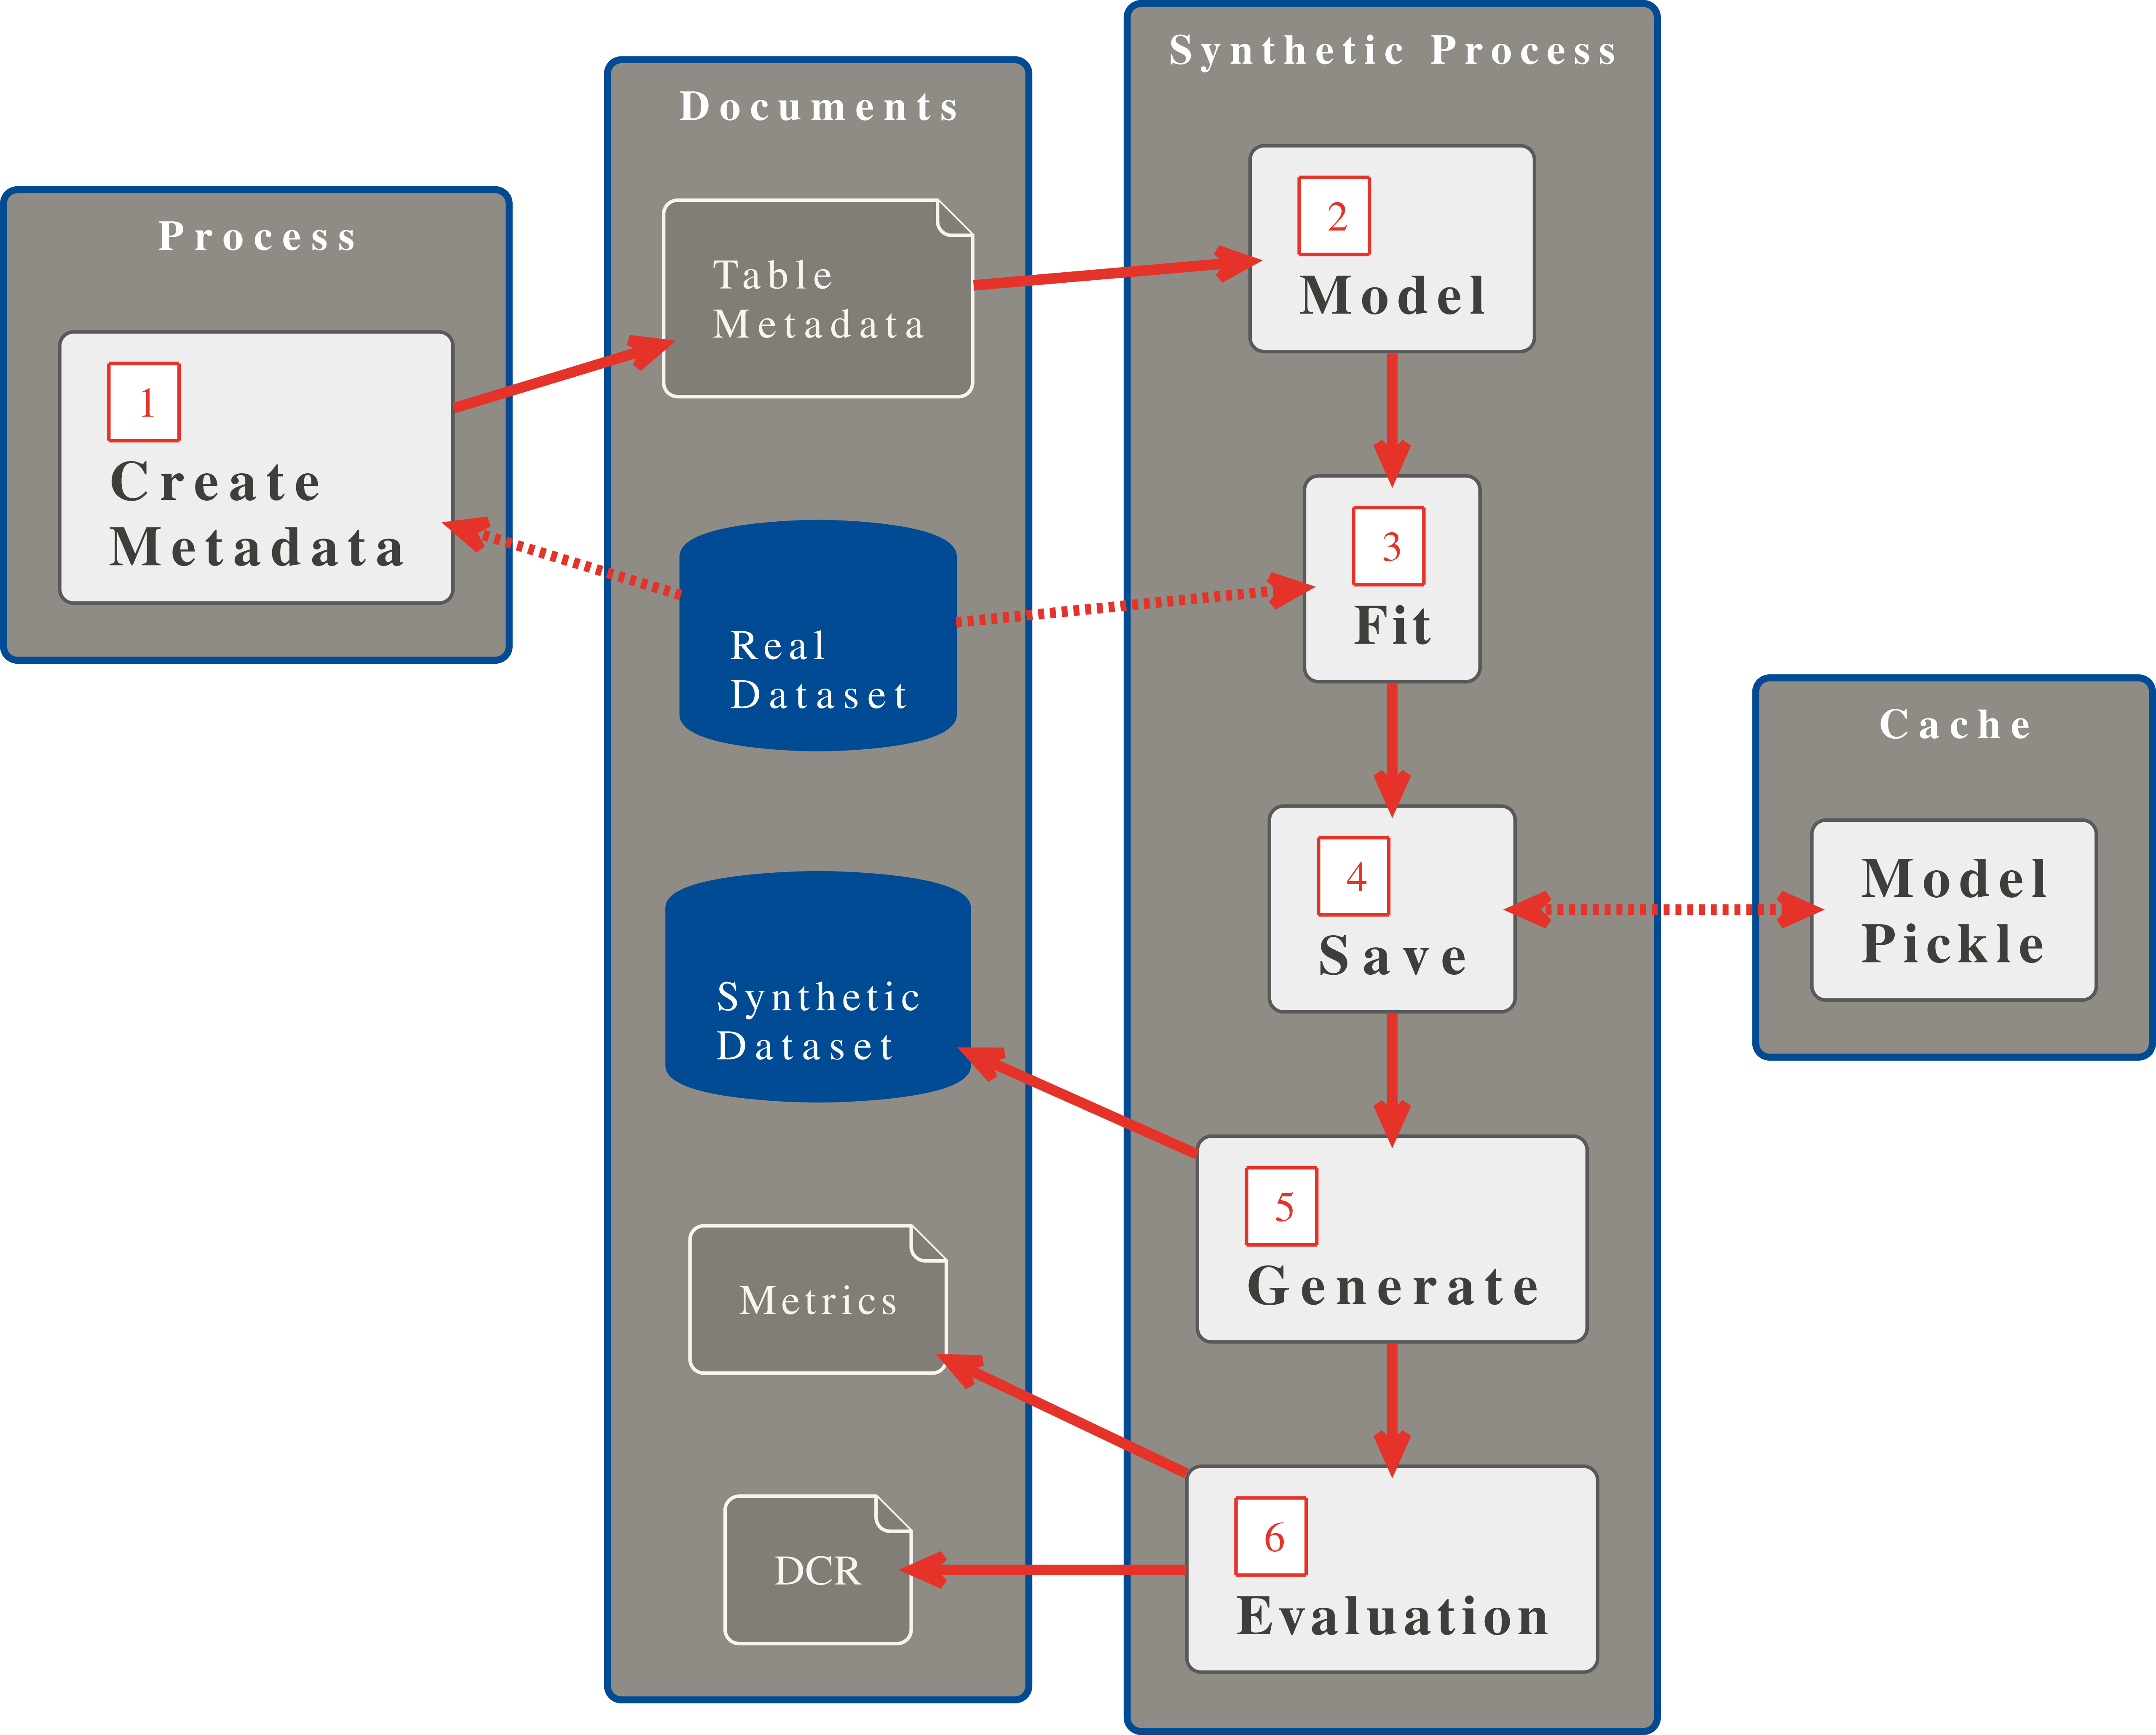 Process
1
Create
Metadata
Documents
Table
Metadata
Real
Dataset
Synthetic
Dataset
Metrics
DCR
Synthetic Process
2
Model
3
Fit
4
Save
5
Generate
6
Evaluation
Cache
Model
Pickle